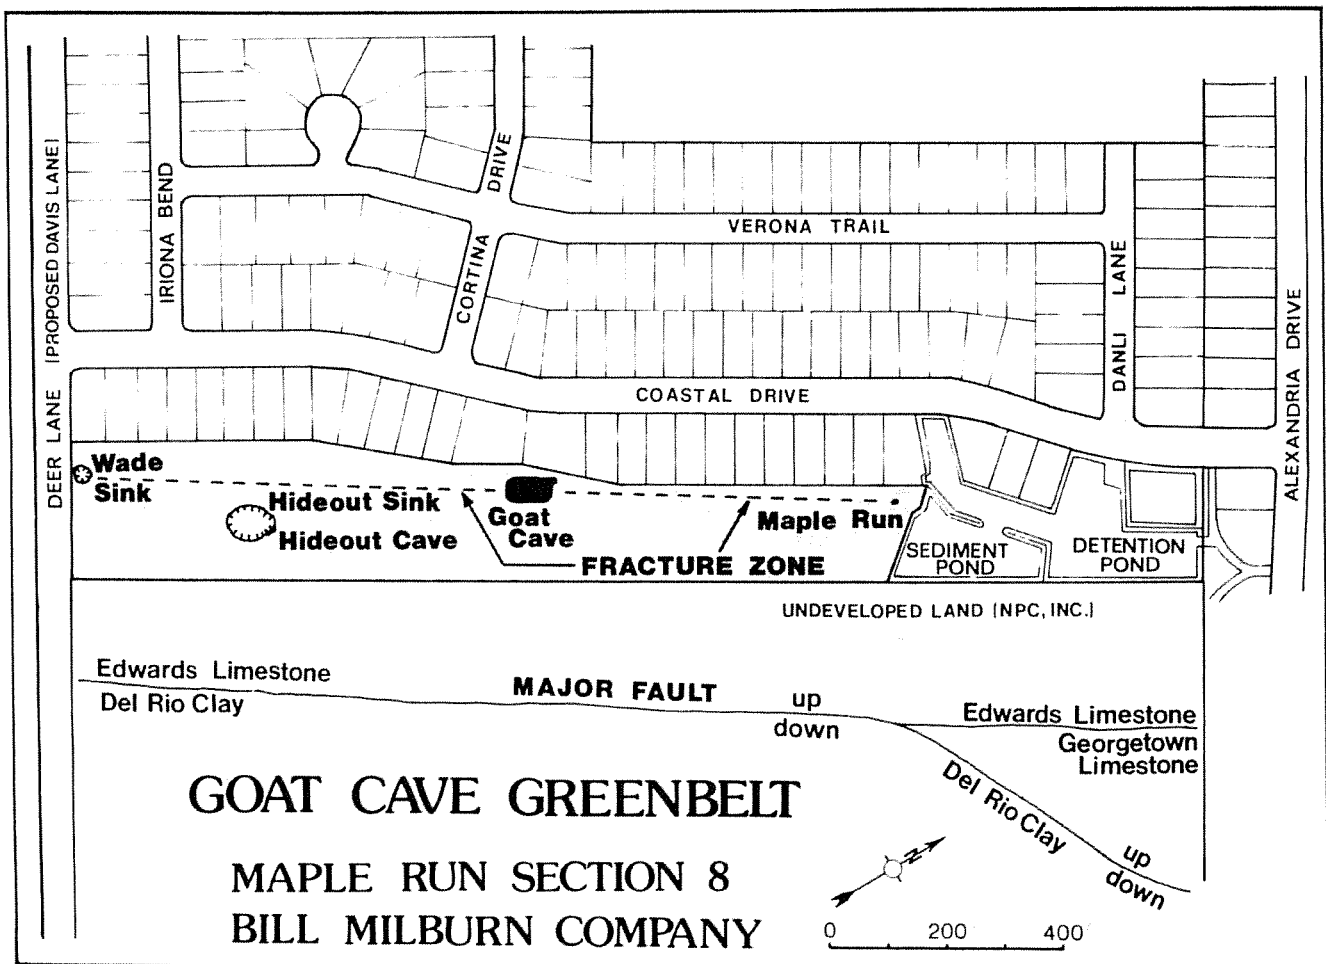 DEER LANE (PROPOSED DAVIS LANE)
IRIONA BEND
CORTINA DRIVE
VERONA TRAIL
DANLI LANE
ALEXANDRIA DRIVE
COASTAL DRIVE
Wade
Sink
Hideout Sink
Hideout Cave
Goat
Cave
Maple Run
FRACTURE ZONE
SEDIMENT
POND
DETENTION
POND
UNDEVELOPED LAND (NPC, INC.)
Edwards Limestone
Del Rio Clay
MAJOR FAULT
up
down
Edwards Limestone
Georgetown
Limestone
Del Rio Clay
up
down
GOAT CAVE GREENBELT
MAPLE RUN SECTION 8
BILL MILBURN COMPANY
N
0 200 400